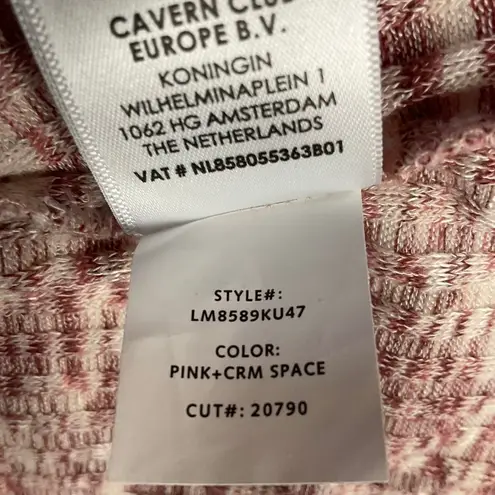 CAVERN CLUB
EUROPE B.V.
KONINGIN
WILHELMINAPLEIN 1
1062 HG AMSTERDAM
THE NETHERLANDS
VAT # NL858055363B01
STYLE#:
LM8589KU47
COLOR:
PINK+CRM SPACE
CUT#: 20790